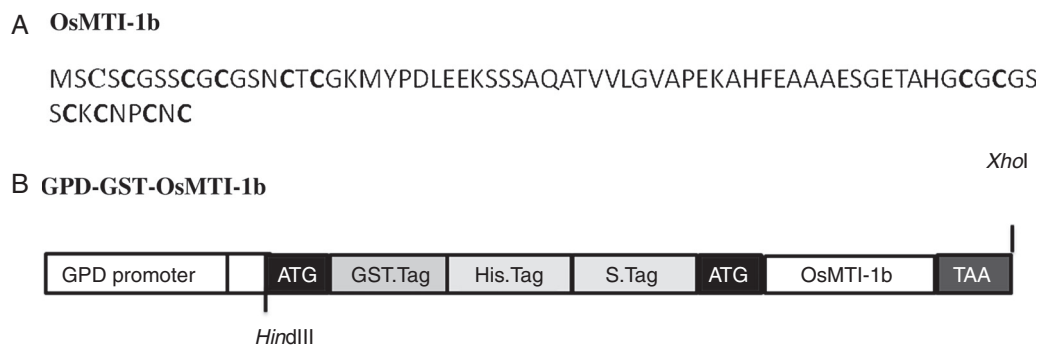 A OsMTI-1b
MSCSCGSSCGCGSNCTCGKMYPDLEEKSSSAQATVVLGVAPEKAHFEAAAESGETAHGCGCGS
SCKCNPCNC
XhoI
B GPD-GST-OsMTI-1b
GPD promoter ATG GST.Tag His.Tag S.Tag ATG OsMTI-1b TAA
HindIII